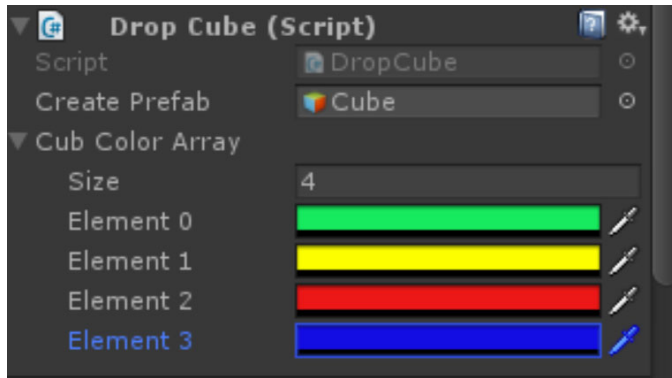 Drop Cube (Script)
Script DropCube
Create Prefab Cube
Cub Color Array
Size 4
Element 0
Element 1
Element 2
Element 3